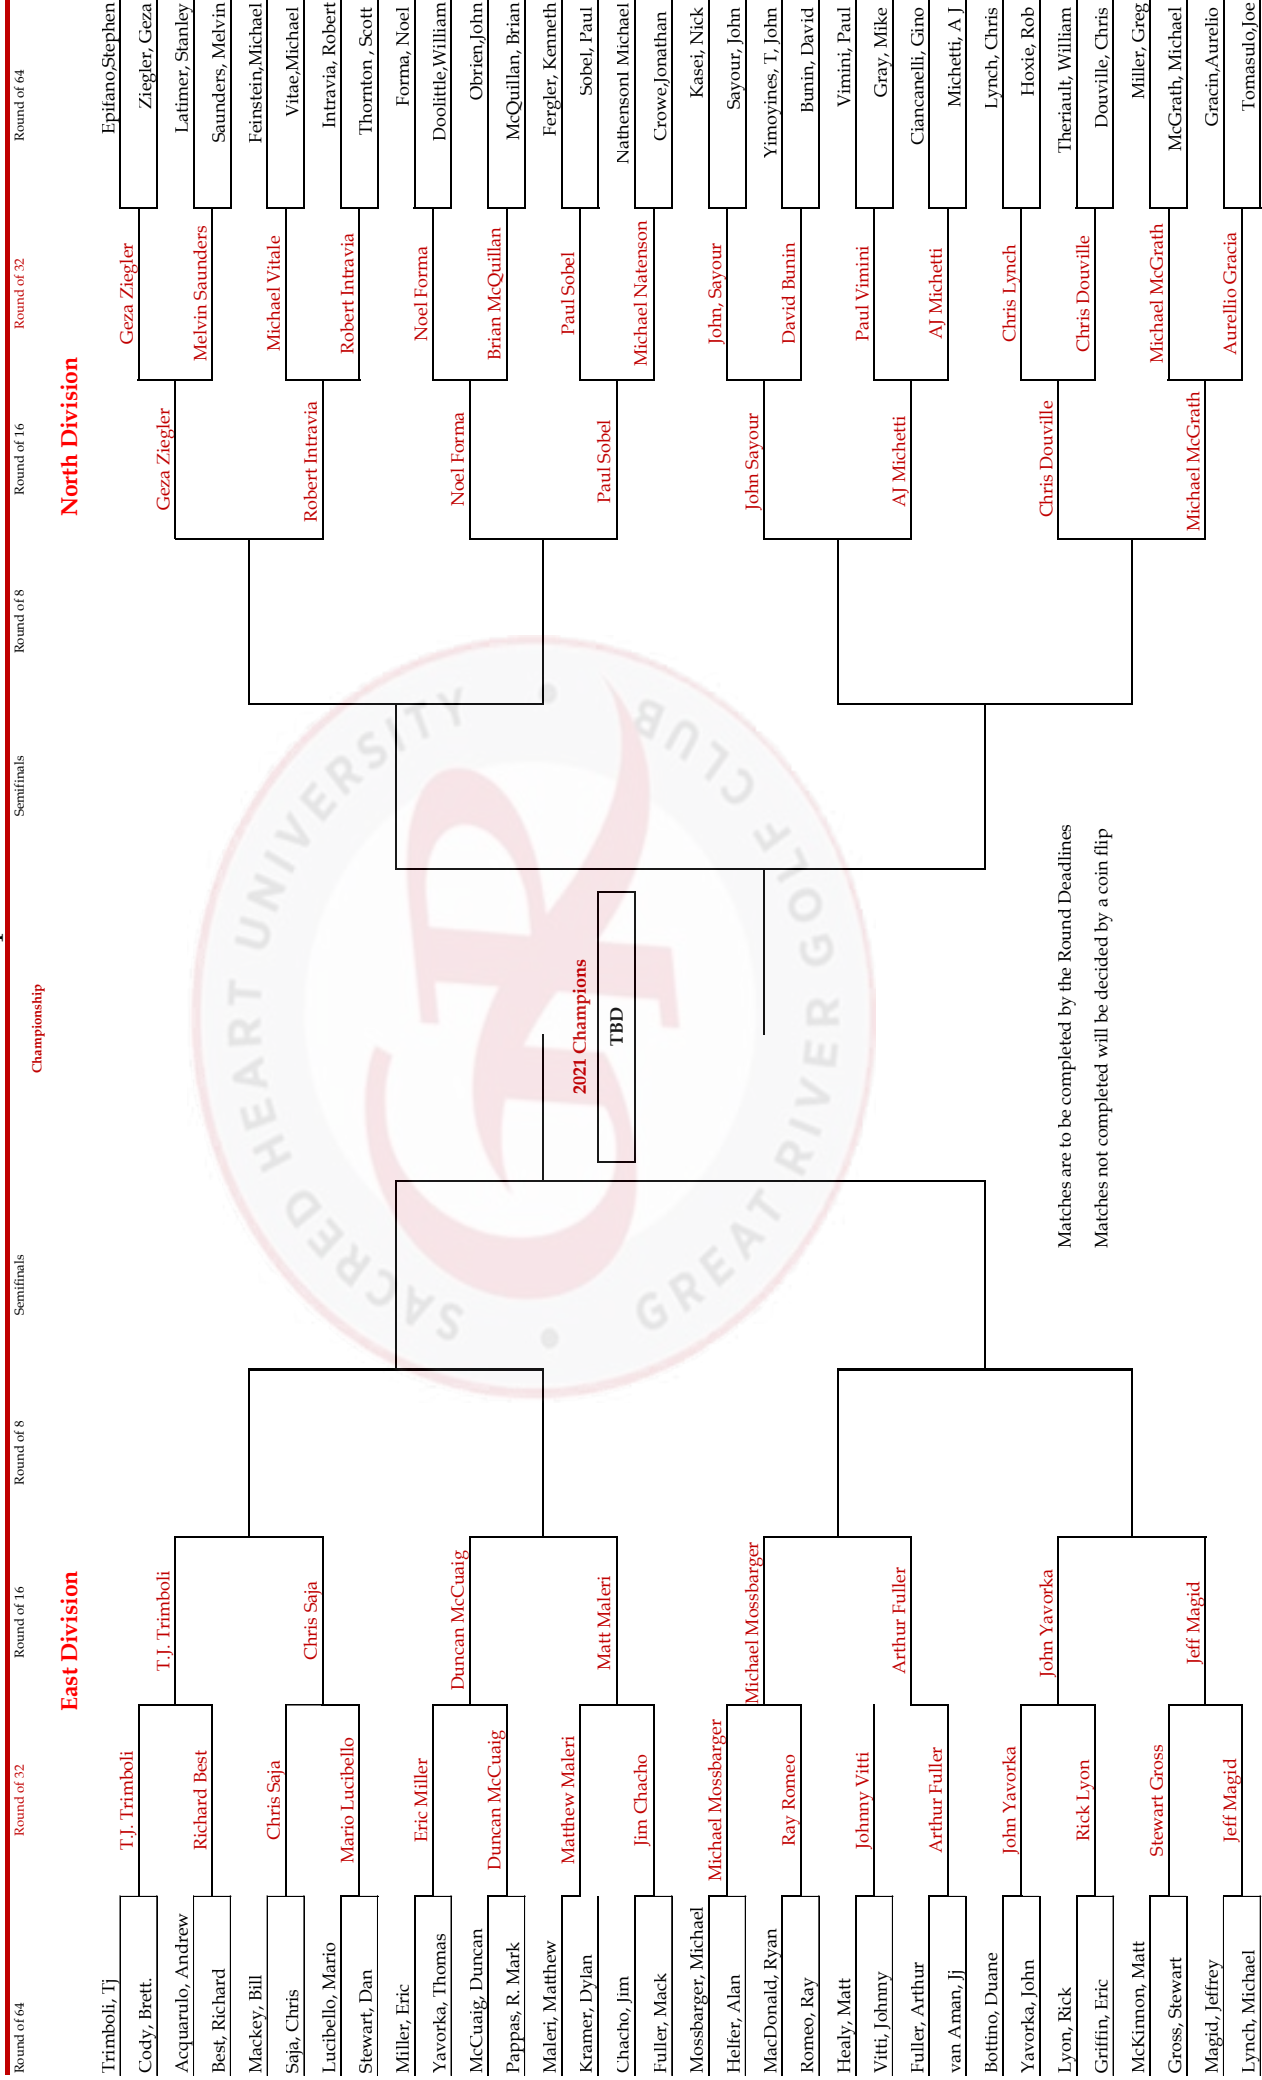 Championship
Round of 64
Round of 32
Round of 16
Round of 8
Semifinals
Semifinals
Round of 8
Round of 16
Round of 32
Round of 64
East Division
North Division
Trimboli, Tj
Cody, Brett.
Acquarulo, Andrew
Best, Richard
Mackey, Bill
Saja, Chris
Lucibello, Mario
Stewart, Dan
Miller, Eric
Yavorka, Thomas
McCuaig, Duncan
Pappas, R. Mark
Maleri, Matthew
Kramer, Dylan
Chacho, Jim
Fuller, Mack
Mossbarger, Michael
Helfer, Alan
MacDonald, Ryan
Romeo, Ray
Healy, Matt
Vitti, Johnny
Fuller, Arthur
van Aman, Jj
Bottino, Duane
Yavorka, John
Lyon, Rick
Griffin, Eric
McKinnon, Matt
Gross, Stewart
Magid, Jeffrey
Lynch, Michael
T.J. Trimboli
Richard Best
Chris Saja
Mario Lucibello
Eric Miller
Duncan McCuaig
Matthew Maleri
Jim Chacho
Michael Mossbarger
Ray Romeo
Johnny Vitti
Arthur Fuller
John Yavorka
Rick Lyon
Stewart Gross
Jeff Magid
T.J. Trimboli
Chris Saja
Duncan McCuaig
Matt Maleri
Michael Mossbarger
Arthur Fuller
John Yavorka
Jeff Magid
2021 Champions
TBD
Matches are to be completed by the Round Deadlines
Matches not completed will be decided by a coin flip
SACRED HEART UNIVERSITY
GREAT RIVER GOLF CLUB
GR
Geza Ziegler
Robert Intravia
Noel Forma
Paul Sobel
John Sayour
AJ Michetti
Chris Douville
Michael McGrath
Geza Ziegler
Melvin Saunders
Michael Vitale
Robert Intravia
Noel Forma
Brian McQuillan
Paul Sobel
Michael Natenson
John, Sayour
David Bunin
Paul Vimini
AJ Michetti
Chris Lynch
Chris Douville
Michael McGrath
Aurellio Gracia
Epifano,Stephen
Ziegler, Geza
Latimer, Stanley
Saunders, Melvin
Feinstein,Michael
Vitae,Michael
Intravia, Robert
Thornton , Scott
Forma, Noel
Doolittle,William
Obrien,John
McQuillan, Brian
Fergler, Kenneth
Sobel, Paul
Nathensonl Michael
Crowe,Jonathan
Kasei, Nick
Sayour, John
Yimoyines, T, John
Bunin, David
Vimini, Paul
Gray, Mike
Ciancanelli, Gino
Michetti, A J
Lynch, Chris
Hoxie, Rob
Theriault, William
Douville, Chris
Miller, Greg
McGrath, Michael
Gracin,Aurelio
Tomasulo,Joe